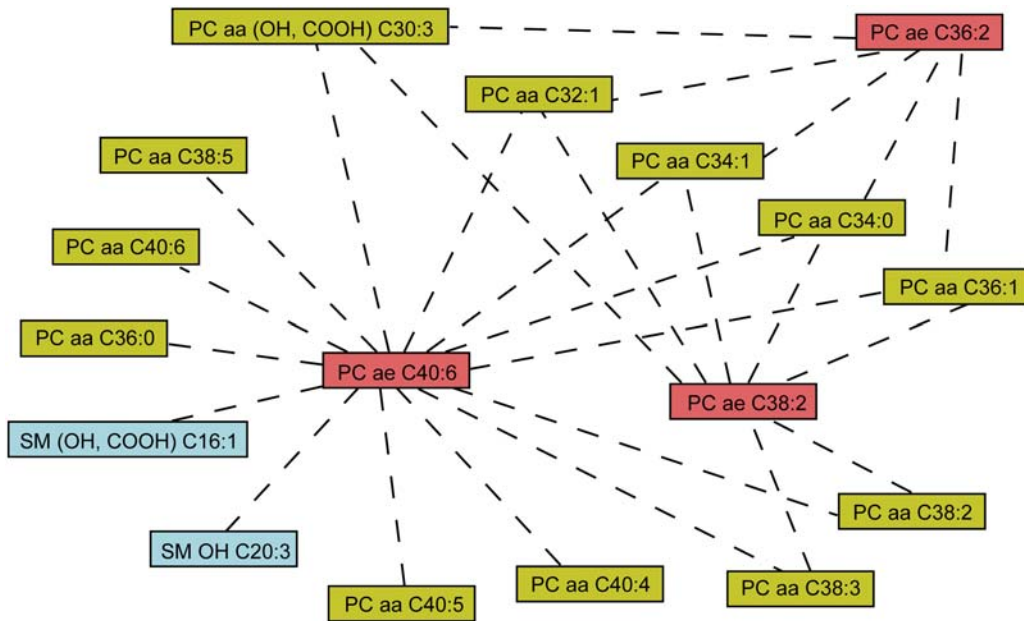 PC aa (OH, COOH) C30:3
PC ae C36:2
PC aa C32:1
PC aa C38:5
PC aa C34:1
PC aa C34:0
PC aa C40:6
PC aa C36:1
PC aa C36:0
PC ae C40:6
PC ae C38:2
SM (OH, COOH) C16:1
PC aa C38:2
SM OH C20:3
PC aa C40:4
PC aa C38:3
PC aa C40:5